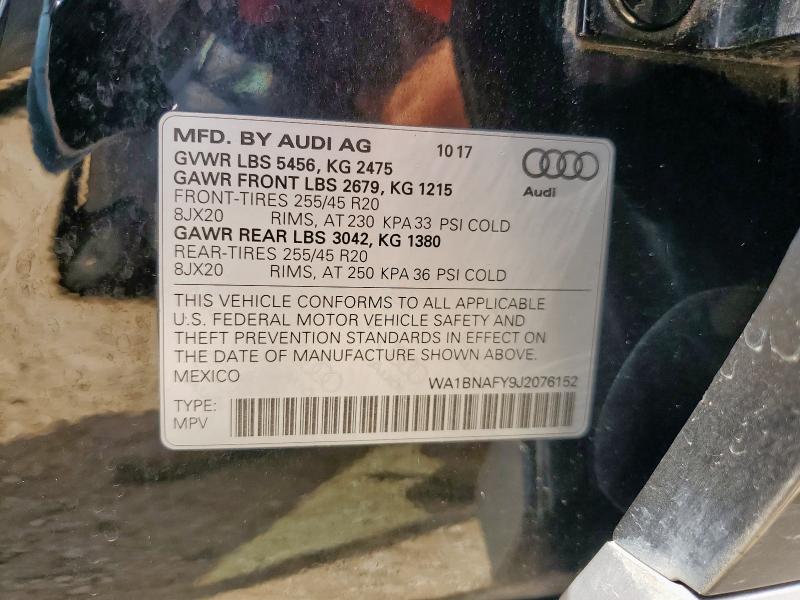 MFD. BY AUDI AG 10 17
GVWR LBS 5456, KG 2475
GAWR FRONT LBS 2679, KG 1215
Audi
FRONT-TIRES 255/45 R20
8JX20 RIMS, AT 230 KPA 33 PSI COLD
GAWR REAR LBS 3042, KG 1380
REAR-TIRES 255/45 R20
8JX20 RIMS, AT 250 KPA 36 PSI COLD
THIS VEHICLE CONFORMS TO ALL APPLICABLE
U.S. FEDERAL MOTOR VEHICLE SAFETY AND
THEFT PREVENTION STANDARDS IN EFFECT ON
THE DATE OF MANUFACTURE SHOWN ABOVE.
MEXICO WA1BNAFY9J2076152
TYPE:
MPV